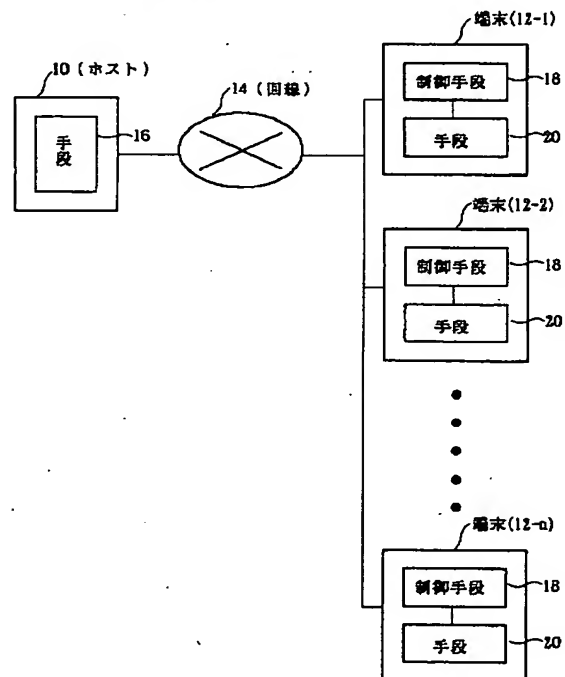 端末(12-1)
10(ホスト)
14(回線)
制御手段
18
手段
16
手段
20
端末(12-2)
制御手段
18
手段
20
端末(12-n)
制御手段
18
手段
20